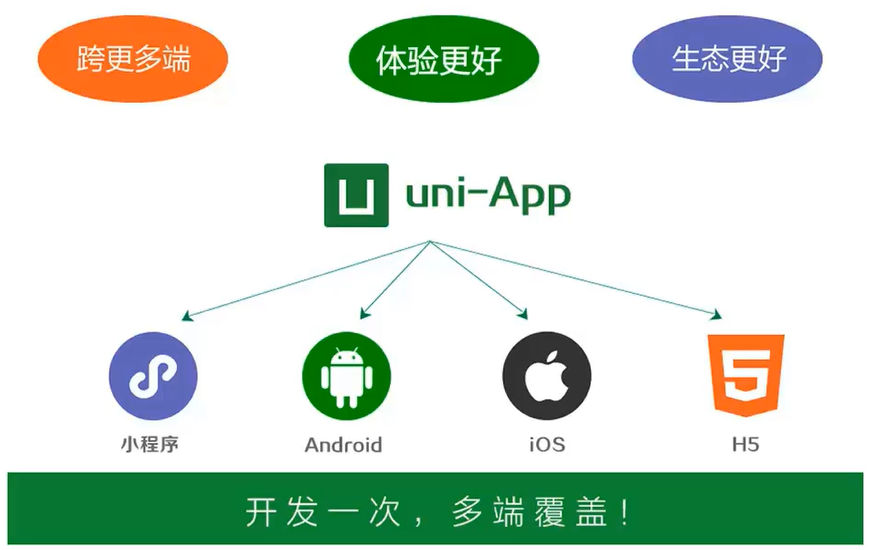 跨更多端
体验更好
生态更好
uni-App
小程序
Android
iOS
H5
开发一次，多端覆盖！